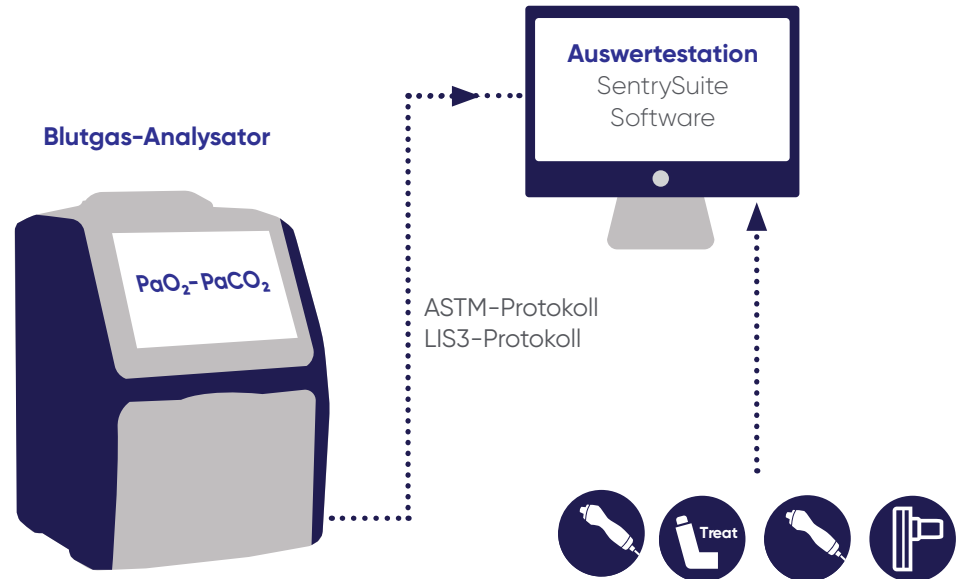 Auswertestation
SentrySuite
Software
Blutgas-Analysator
PaO₂-PaCO₂
ASTM-Protokoll
LIS3-Protokoll
Treat